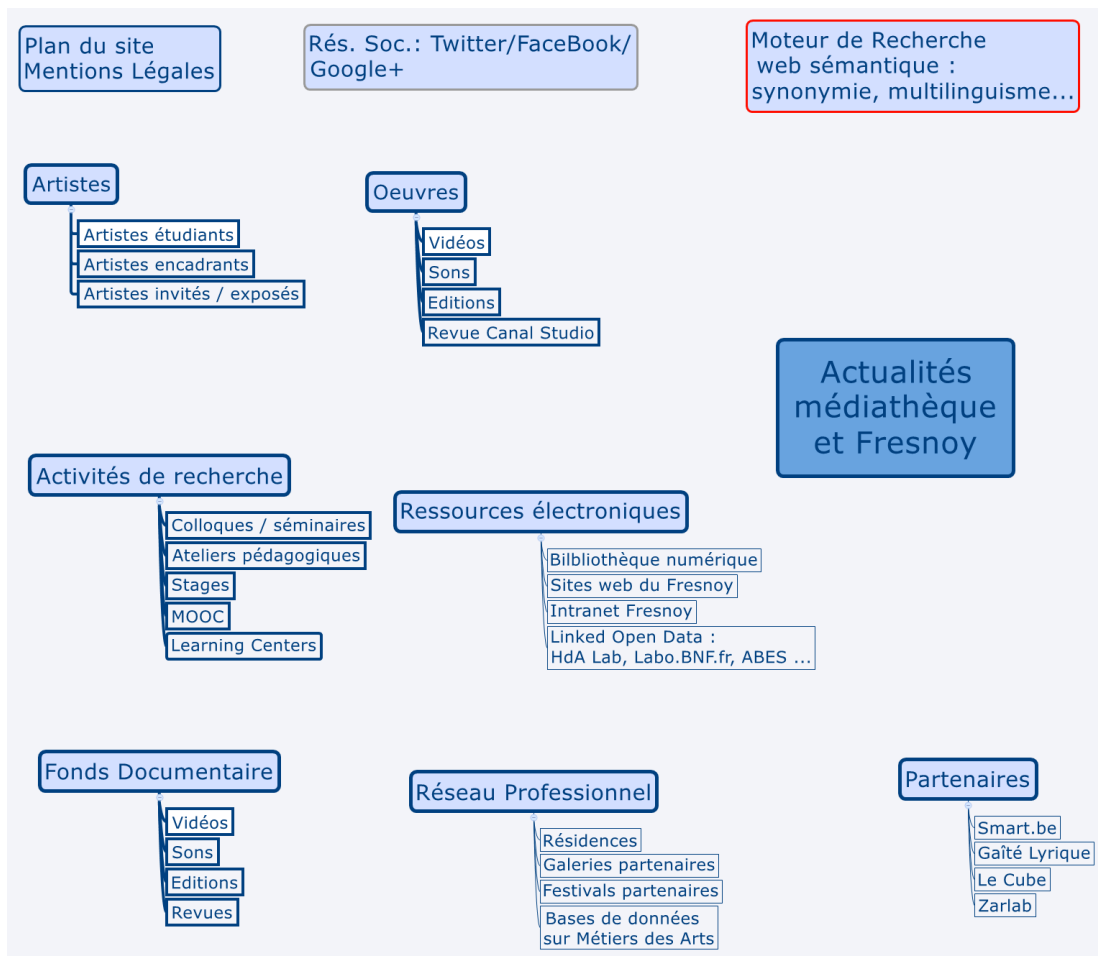 Plan du site
Mentions Légales
Rés. Soc.: Twitter/FaceBook/
Google+
Moteur de Recherche
web sémantique :
synonymie, multilinguisme...
Artistes
Artistes étudiants
Artistes encadrants
Artistes invités / exposés
Oeuvres
Vidéos
Sons
Editions
Revue Canal Studio
Actualités
médiathèque
et Fresnoy
Activités de recherche
Colloques / séminaires
Ateliers pédagogiques
Stages
MOOC
Learning Centers
Ressources électroniques
Bilbliothèque numérique
Sites web du Fresnoy
Intranet Fresnoy
Linked Open Data :
HdA Lab, Labo.BNF.fr, ABES ...
Fonds Documentaire
Vidéos
Sons
Editions
Revues
Réseau Professionnel
Résidences
Galeries partenaires
Festivals partenaires
Bases de données
sur Métiers des Arts
Partenaires
Smart.be
Gaîté Lyrique
Le Cube
Zarlab